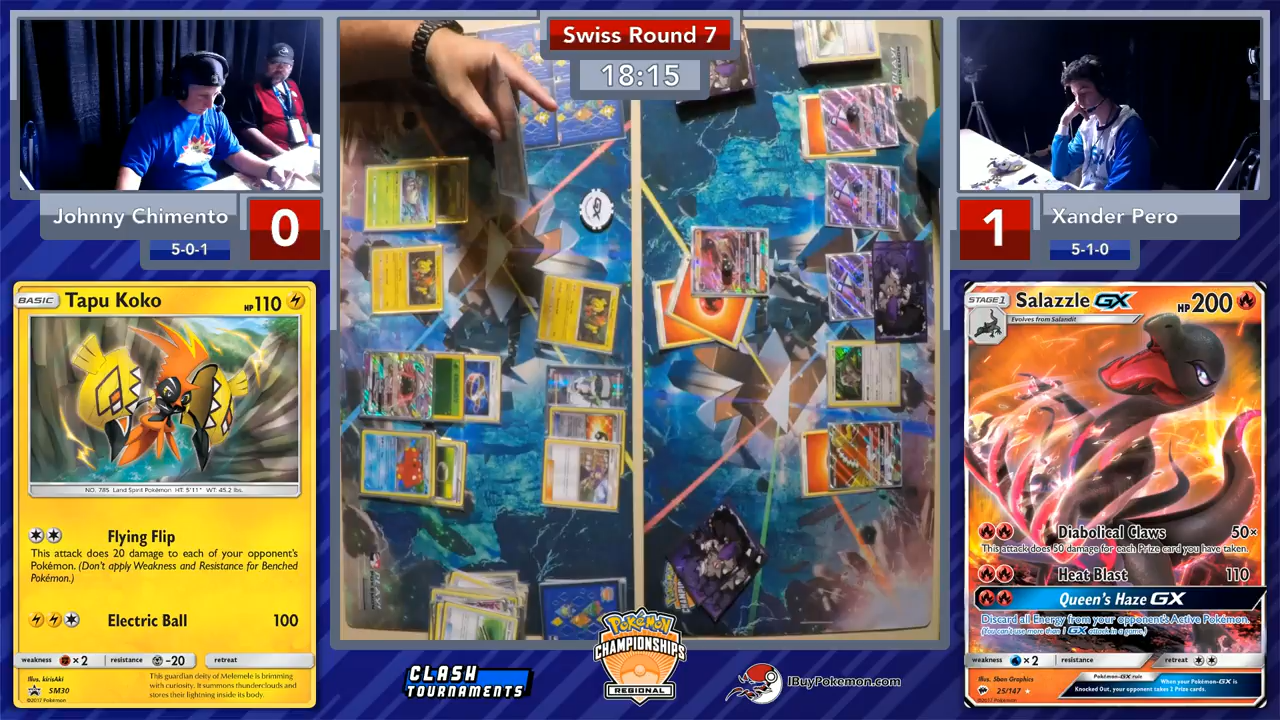 Swiss Round 7
18:15
Johnny Chimento
0
5-0-1
1
Xander Pero
5-1-0
BASIC
Tapu Koko
HP110
NO. 785 Land Spirit Pokémon HT: 5'11" WT: 45.2 lbs.
Flying Flip
This attack does 20 damage to each of your opponent's
Pokémon. (Don't apply Weakness and Resistance for Benched
Pokémon.)
Electric Ball 100
weakness ×2 resistance -20 retreat
Illus. kirisAki
SM30
©2017 Pokémon
This guardian deity of Melemele is brimming
with curiosity. It summons thunderclouds and
stores their lightning inside its body.
STAGE1
Salazzle GX
HP200
Evolves from Salandit
Diabolical Claws 50×
This attack does 50 damage for each Prize card you have taken.
Heat Blast 110
Queen's Haze GX
Discard all Energy from your opponent's Active Pokémon.
(You can't use more than 1 GX attack in a game.)
weakness ×2 resistance retreat
Illus. 5ban Graphics
25/147
©2017 Pokémon
Pokémon-GX rule
When your Pokémon-GX is
Knocked Out, your opponent takes 2 Prize cards.
CLASH
TOURNAMENTS
Pokémon
CHAMPIONSHIPS
REGIONAL
IBuyPokemon.com